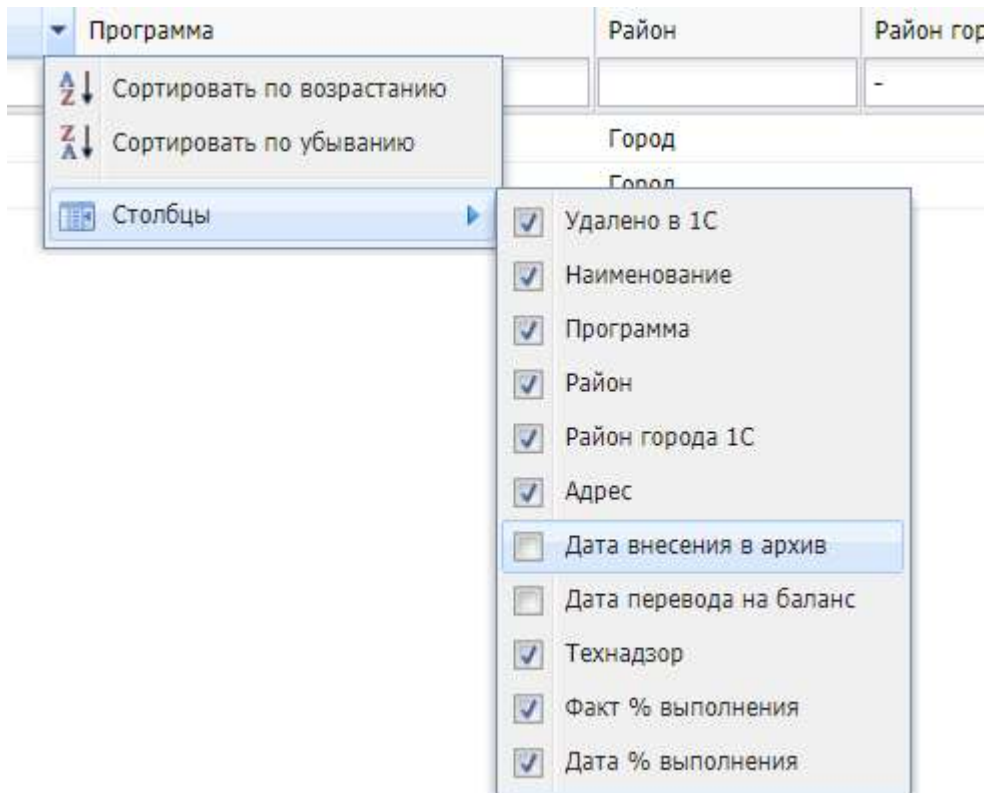 Программа Район Район гор
Сортировать по возрастанию -
Сортировать по убыванию Город
Город
Столбцы
Удалено в 1С
Наименование
Программа
Район
Район города 1С
Адрес
Дата внесения в архив
Дата перевода на баланс
Технадзор
Факт % выполнения
Дата % выполнения